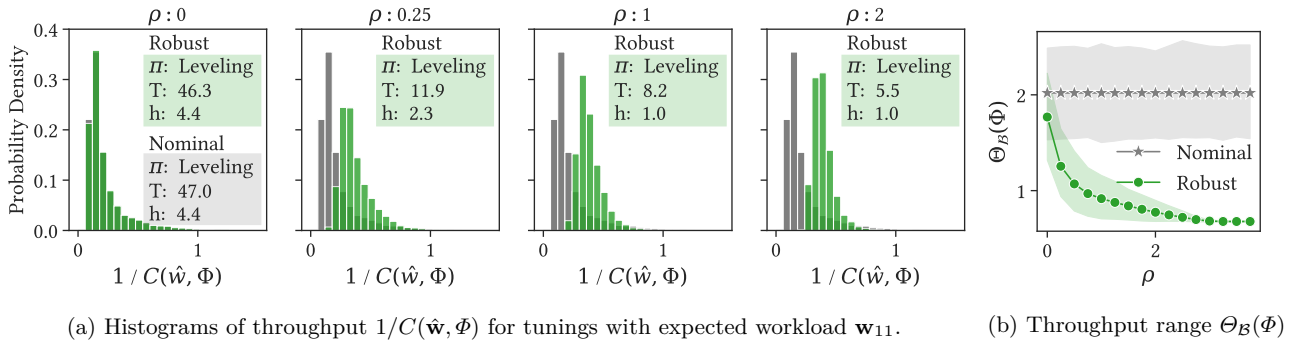 ρ : 0
Probability Density
0.4
0.3
0.2
0.1
0.0
Robust
π: Leveling
T: 46.3
h: 4.4
Nominal
π: Leveling
T: 47.0
h: 4.4
0
1
1 / C(ŵ, Φ)
ρ : 0.25
Robust
π: Leveling
T: 11.9
h: 2.3
0
1
1 / C(ŵ, Φ)
ρ : 1
Robust
π: Leveling
T: 8.2
h: 1.0
0
1
1 / C(ŵ, Φ)
ρ : 2
Robust
π: Leveling
T: 5.5
h: 1.0
0
1
1 / C(ŵ, Φ)
(a) Histograms of throughput 1/C(ŵ, Φ) for tunings with expected workload w₁₁.
Θ_B(Φ)
2
1
Nominal
Robust
0
2
ρ
(b) Throughput range Θ_B(Φ)